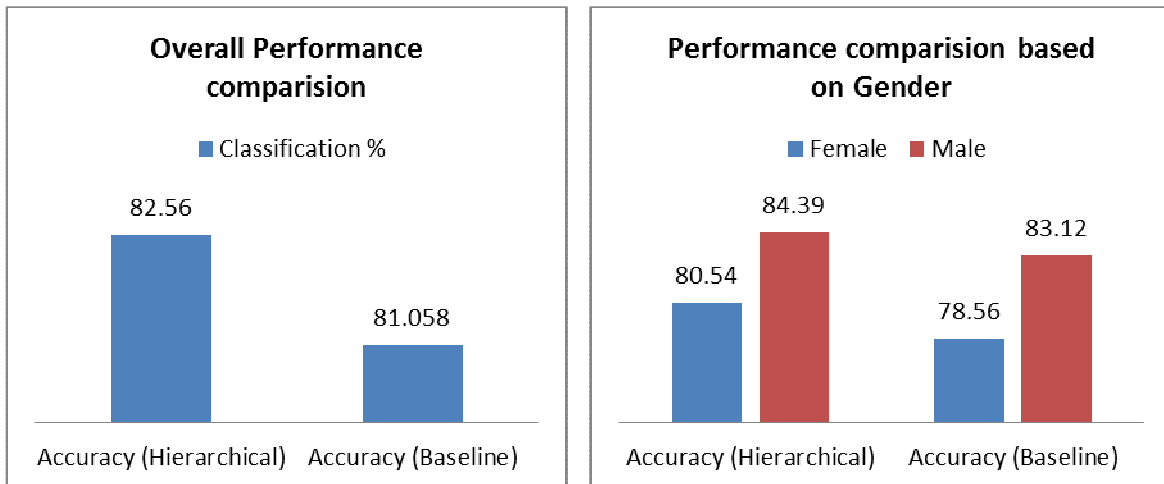 Overall Performance
comparision
Classification %
82.56
81.058
Accuracy (Hierarchical)
Accuracy (Baseline)
Performance comparision based
on Gender
Female
Male
80.54
84.39
78.56
83.12
Accuracy (Hierarchical)
Accuracy (Baseline)